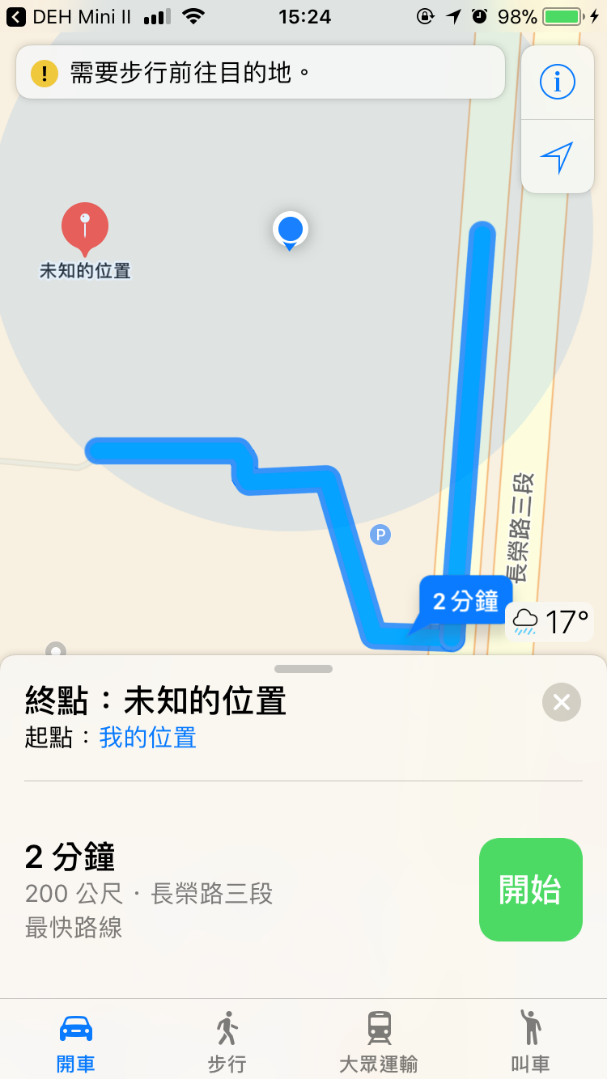 DEH Mini II
15:24
98%
需要步行前往目的地。
未知的位置
P
長榮路三段
2 分鐘
17°
終點：未知的位置
起點：我的位置
2 分鐘
200 公尺 · 長榮路三段
最快路線
開始
開車
步行
大眾運輸
叫車